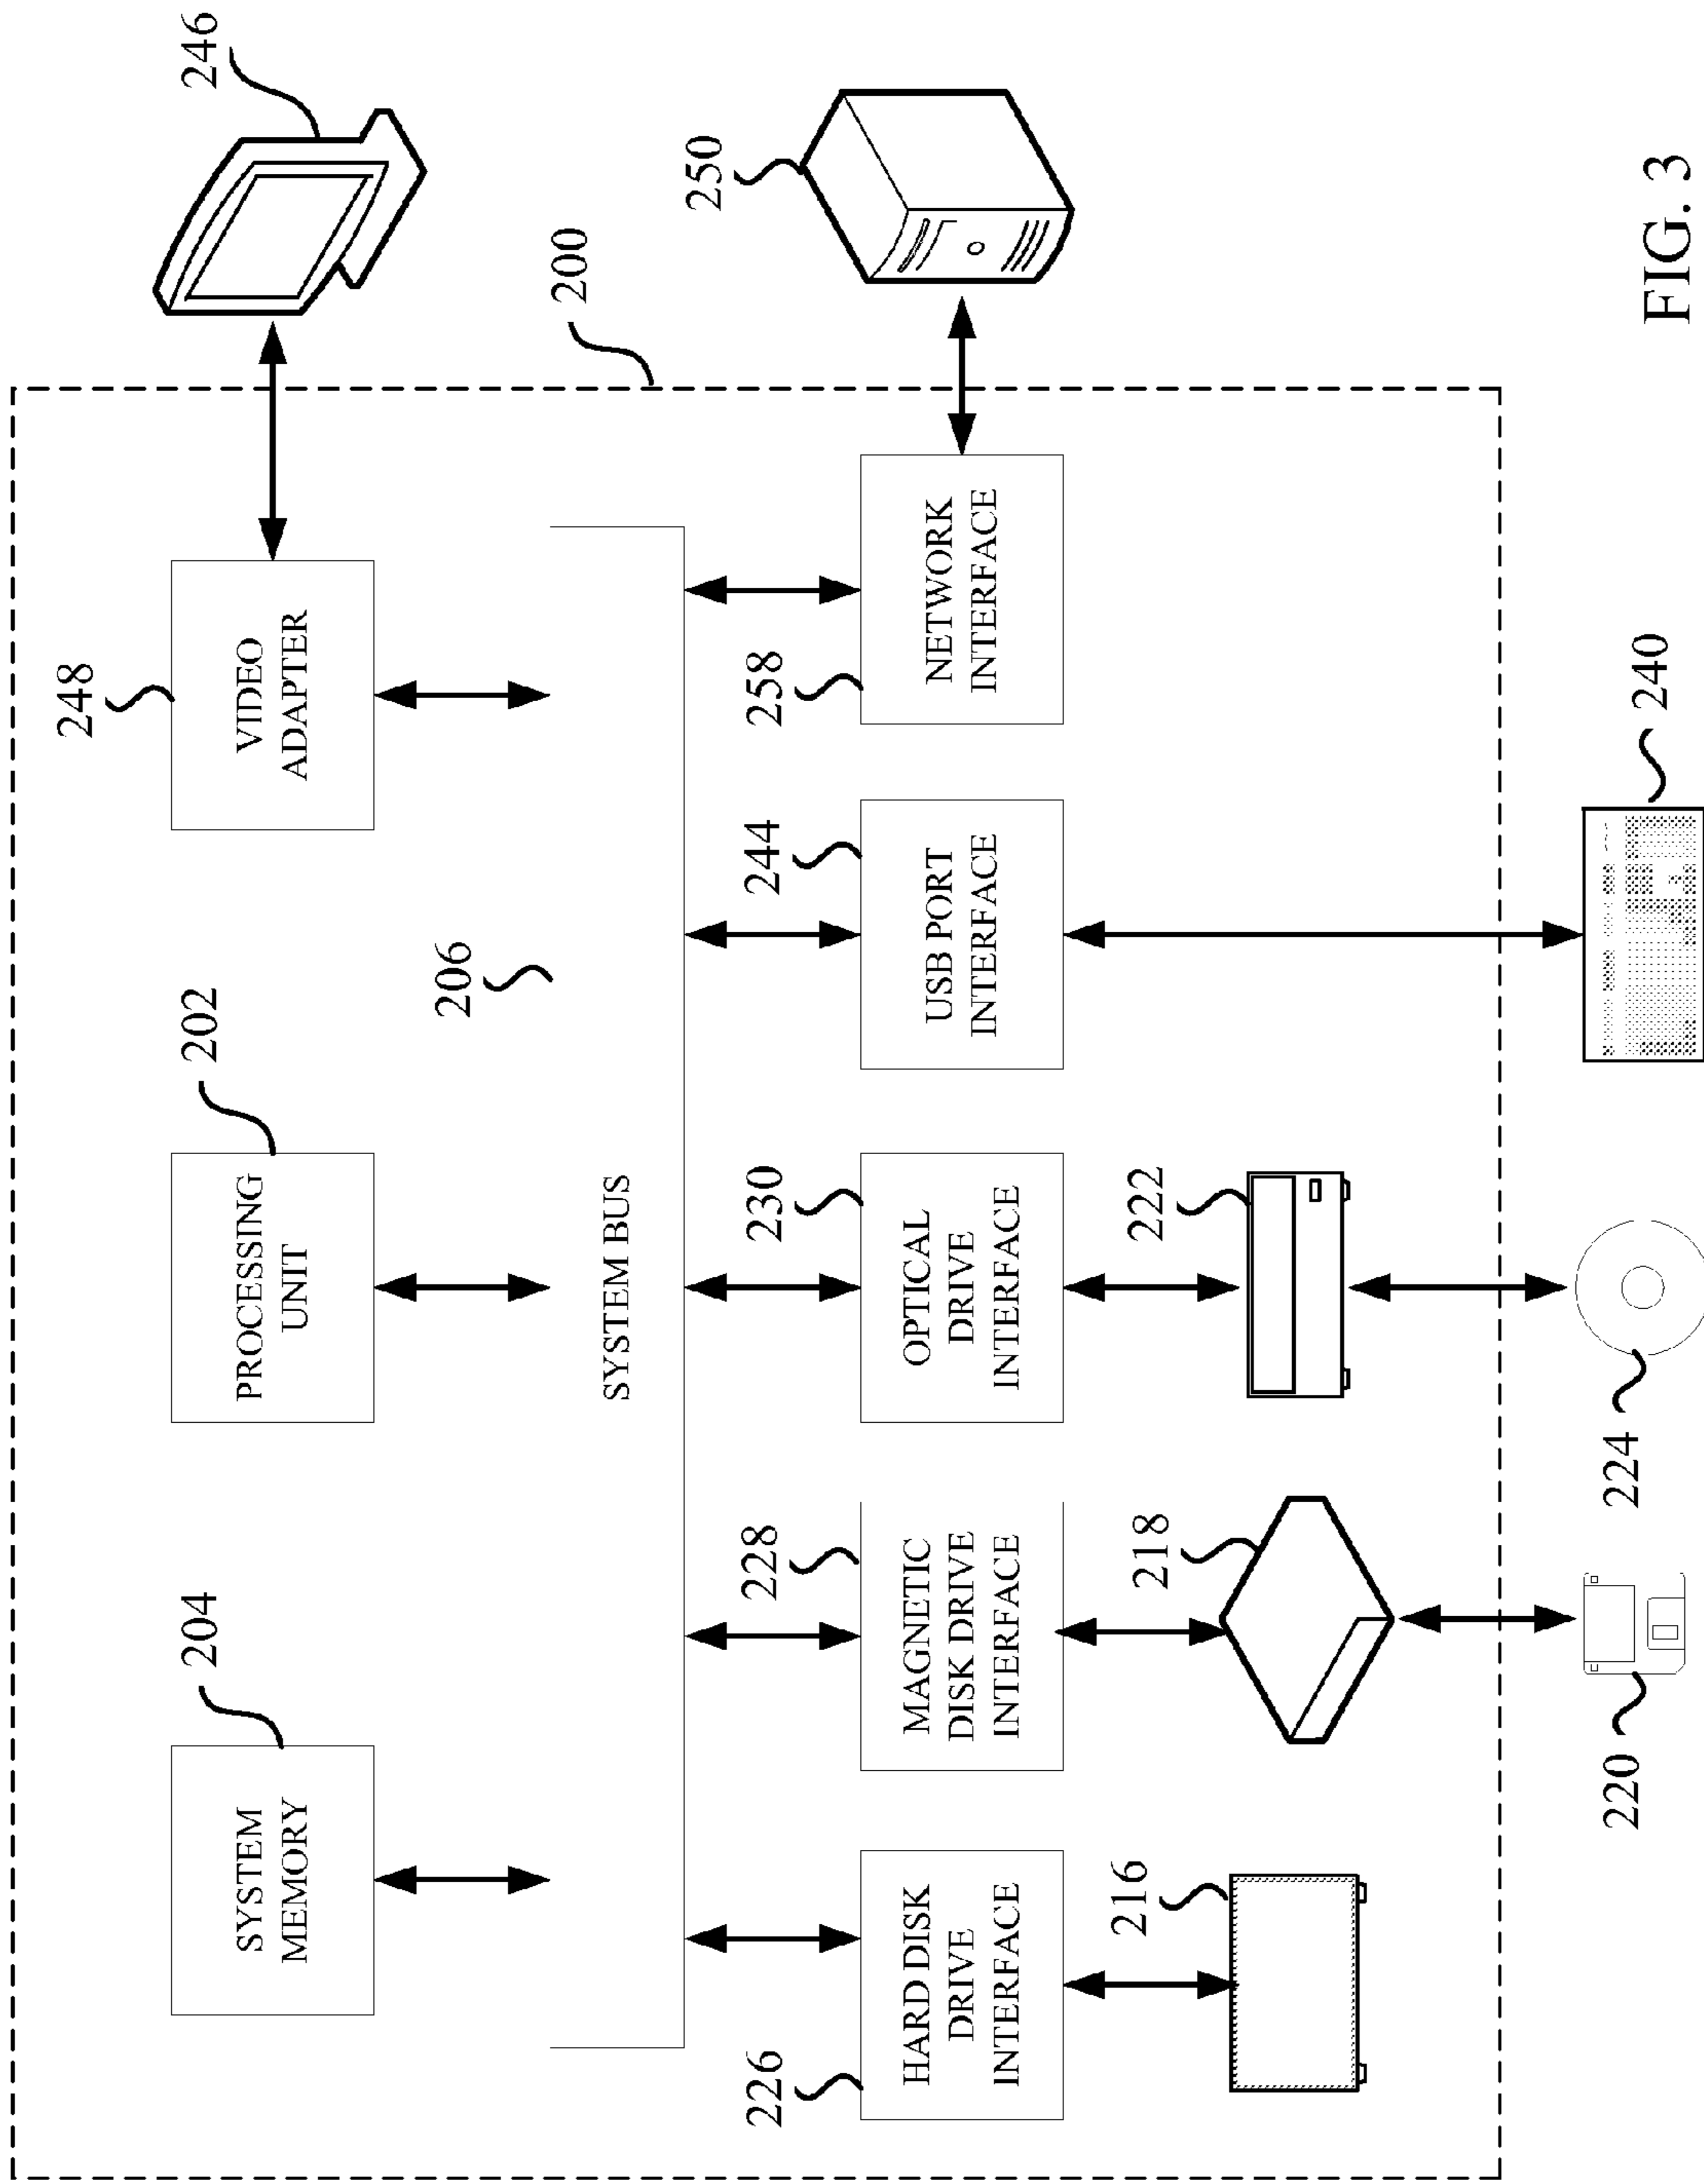 246
248
VIDEO
ADAPTER
202
PROCESSING
UNIT
204
SYSTEM
MEMORY
200
250
206
SYSTEM BUS
226
HARD DISK
DRIVE
INTERFACE
228
MAGNETIC
DISK DRIVE
INTERFACE
230
OPTICAL
DRIVE
INTERFACE
244
USB PORT
INTERFACE
258
NETWORK
INTERFACE
216
218
222
220
224
240
FIG. 3